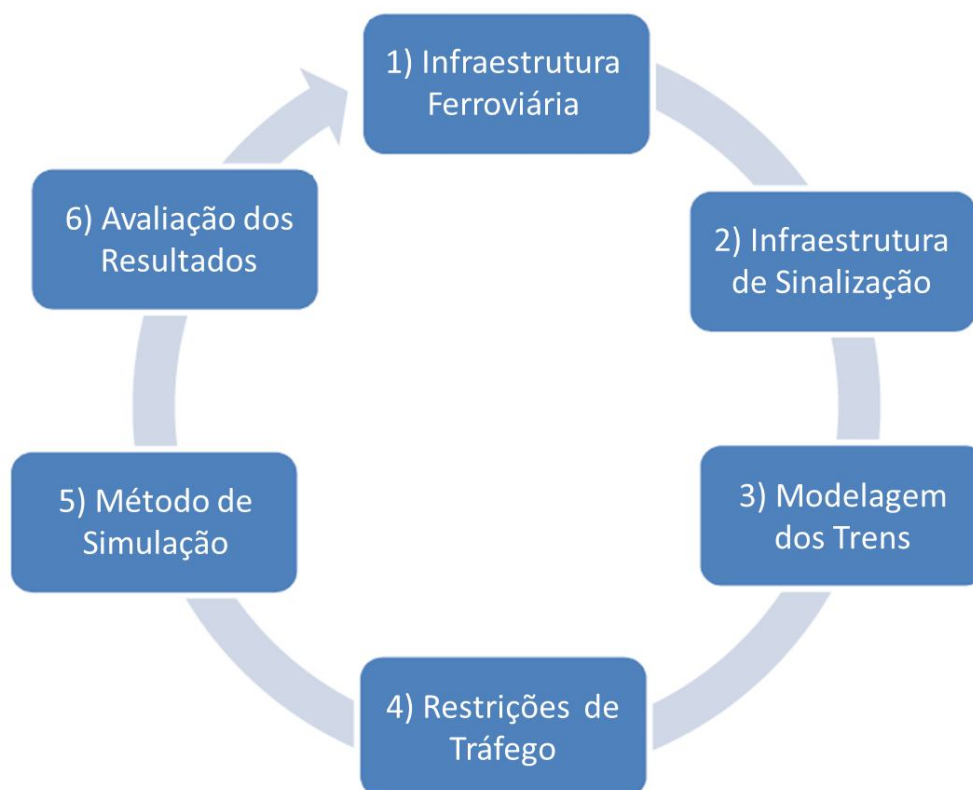 1) Infraestrutura
Ferroviária
2) Infraestrutura
de Sinalização
3) Modelagem
dos Trens
4) Restrições de
Tráfego
5) Método de
Simulação
6) Avaliação dos
Resultados